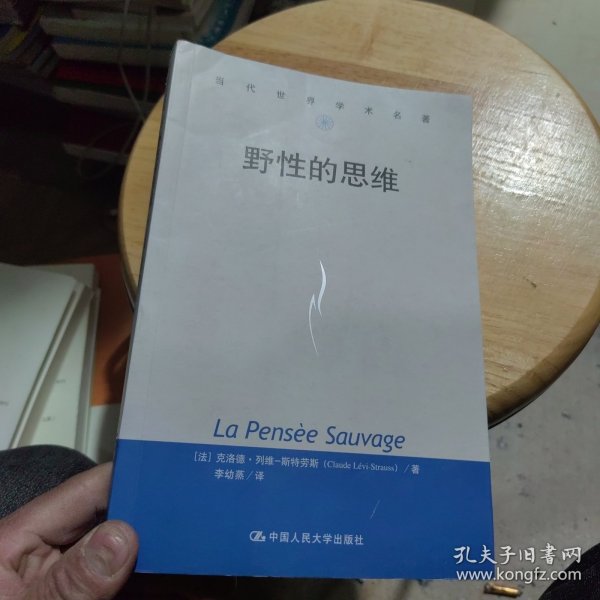 当代世界学术名著
野性的思维
La Pensèe Sauvage
[法] 克洛德·列维-斯特劳斯 (Claude Lévi-Strauss) / 著
李幼蒸 / 译
中国人民大学出版社
孔夫子旧书网
www.kongfz.com